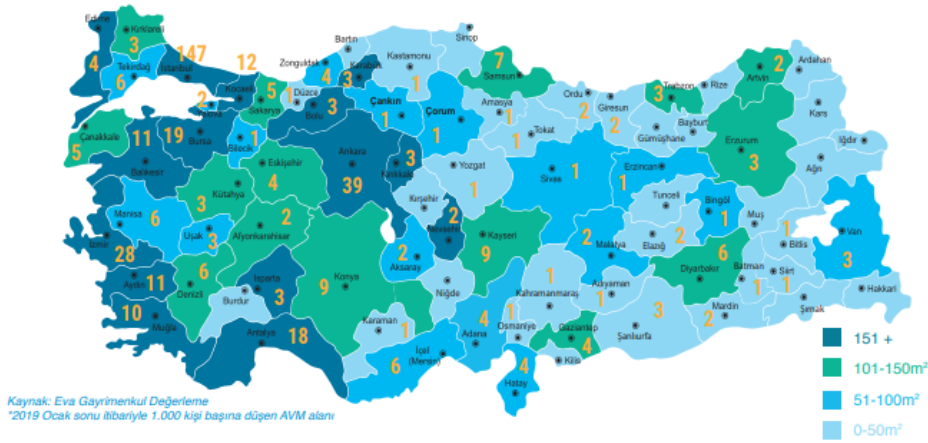 Edirne
Kırklareli
3
4
Tekirdağ
6
147
İstanbul
12
Kocaeli
2
Yalova
5
Sakarya
1
Düzce
Zonguldak
4
Bartın
Karabük
3
Bolu
3
Kastamonu
1
Sinop
7
Samsun
Çankırı
1
Çorum
1
Amasya
1
1
Tokat
Ordu
2
Giresun
2
3
Trabzon
Rize
Artvin
2
Ardahan
Kars
Gümüşhane
Bayburt
Erzurum
3
Iğdır
Ağrı
Çanakkale
5
11
Balıkesir
19
Bursa
Bilecik
1
Eskişehir
4
Kütahya
3
Ankara
39
3
Kırıkkale
Yozgat
1
Kırşehir
Sivas
1
Erzincan
1
Tunceli
Bingöl
1
Muş
1
Bitlis
Van
3
Manisa
6
Uşak
3
Afyonkarahisar
2
İzmir
28
Aydın
11
Denizli
6
Isparta
3
Burdur
Konya
9
Aksaray
2
2
Nevşehir
Kayseri
9
Niğde
Malatya
2
Elazığ
2
Diyarbakır
6
Batman
1
Siirt
1
Şırnak
Hakkari
10
Muğla
Antalya
18
Karaman
1
İçel
(Mersin)
6
Adana
4
Osmaniye
1
Kahramanmaraş
1
Adıyaman
1
Gaziantep
4
Kilis
Şanlıurfa
3
Mardin
2
Hatay
4
151 +
101-150m²
51-100m²
0-50m²
Kaynak: Eva Gayrimenkul Değerleme
*2019 Ocak sonu itibariyle 1.000 kişi başına düşen AVM alanı